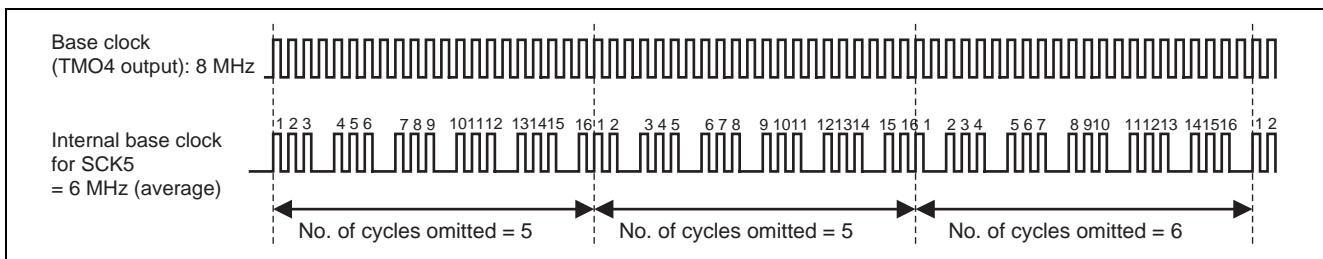 Base clock
(TMO4 output): 8 MHz
1 2 3 4 5 6 7 8 9 10 11 12 13 14 15 16 1 2 3 4 5 6 7 8 9 10 11 12 13 14 15 16 1 2 3 4 5 6 7 8 9 10 11 12 13 14 15 16 1 2
Internal base clock
for SCK5
= 6 MHz (average)
No. of cycles omitted = 5 No. of cycles omitted = 5 No. of cycles omitted = 6